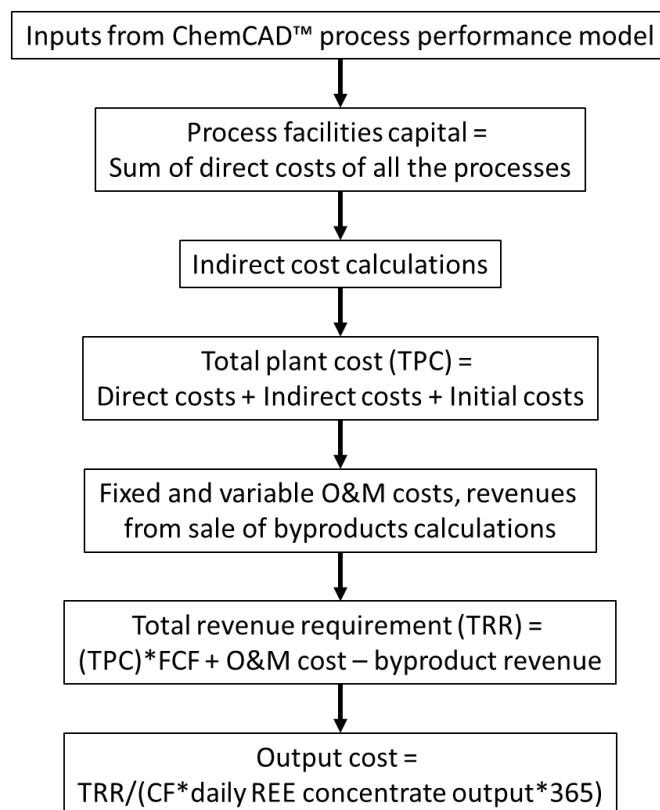 Inputs from ChemCAD™ process performance model
Process facilities capital =
Sum of direct costs of all the processes
Indirect cost calculations
Total plant cost (TPC) =
Direct costs + Indirect costs + Initial costs
Fixed and variable O&M costs, revenues
from sale of byproducts calculations
Total revenue requirement (TRR) =
(TPC)*FCF + O&M cost – byproduct revenue
Output cost =
TRR/(CF*daily REE concentrate output*365)